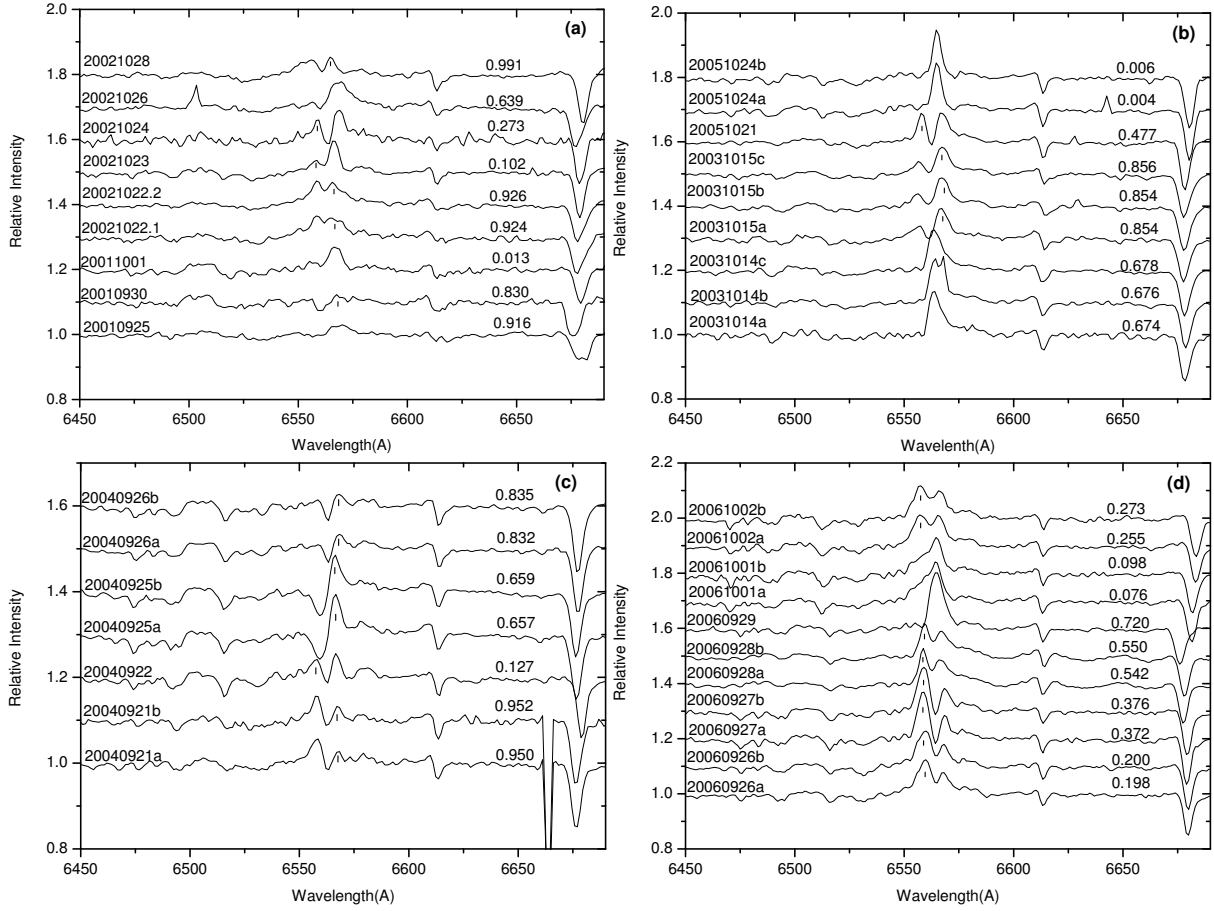 (a)
2.0
1.8
1.6
1.4
1.2
1.0
0.8
Relative Intensity
20021028 0.991
20021026 0.639
20021024 0.273
20021023 0.102
20021022.2 0.926
20021022.1 0.924
20011001 0.013
20010930 0.830
20010925 0.916
6450 6500 6550 6600 6650
Wavelength(A)
(b)
2.0
1.8
1.6
1.4
1.2
1.0
0.8
Relative Intensity
20051024b 0.006
20051024a 0.004
20051021 0.477
20031015c 0.856
20031015b 0.854
20031015a 0.854
20031014c 0.678
20031014b 0.676
20031014a 0.674
6450 6500 6550 6600 6650
Wavelenth(A)
(c)
1.6
1.4
1.2
1.0
0.8
Relative Intensity
20040926b 0.835
20040926a 0.832
20040925b 0.659
20040925a 0.657
20040922 0.127
20040921b 0.952
20040921a 0.950
6450 6500 6550 6600 6650
Wavelength(A)
(d)
2.2
2.0
1.8
1.6
1.4
1.2
1.0
0.8
Relative Intensity
20061002b 0.273
20061002a 0.255
20061001b 0.098
20061001a 0.076
20060929 0.720
20060928b 0.550
20060928a 0.542
20060927b 0.376
20060927a 0.372
20060926b 0.200
20060926a 0.198
6450 6500 6550 6600 6650
Wavelength(A)